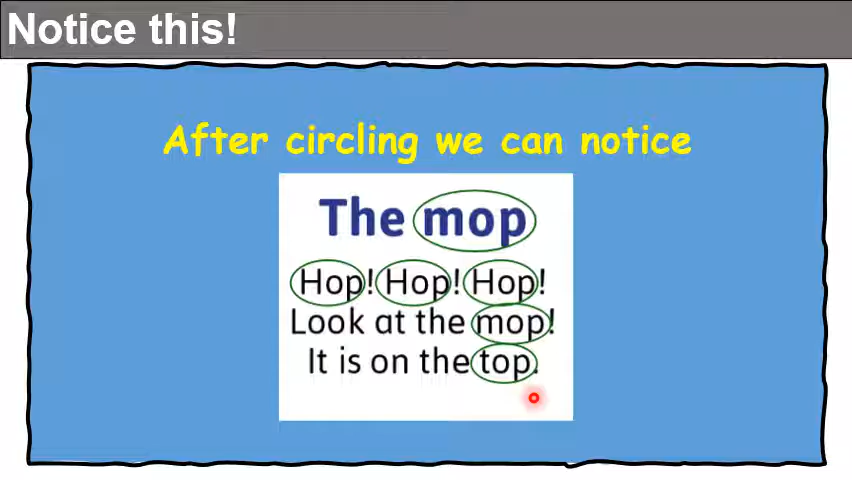 Notice this!
After circling we can notice
The mop
Hop! Hop! Hop!
Look at the mop!
It is on the top.